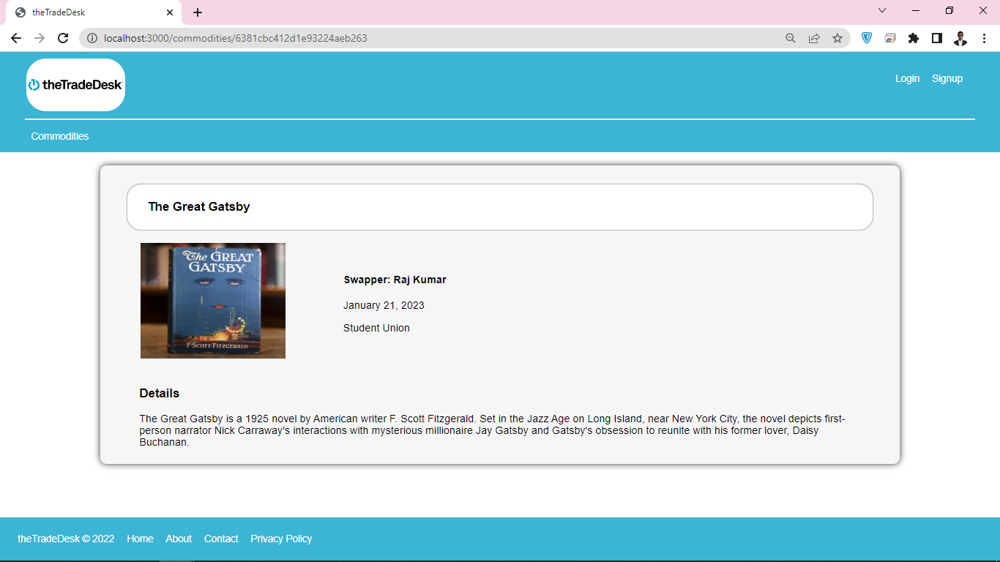 theTradeDesk
localhost:3000/commodities/6381cbc412d1e93224aeb263
theTradeDesk
Login Signup
Commodities
The Great Gatsby
The GREAT
GATSBY
F·SCOTT·FITZGERALD
Swapper: Raj Kumar
January 21, 2023
Student Union
Details
The Great Gatsby is a 1925 novel by American writer F. Scott Fitzgerald. Set in the Jazz Age on Long Island, near New York City, the novel depicts first-
person narrator Nick Carraway's interactions with mysterious millionaire Jay Gatsby and Gatsby's obsession to reunite with his former lover, Daisy
Buchanan.
theTradeDesk © 2022 Home About Contact Privacy Policy